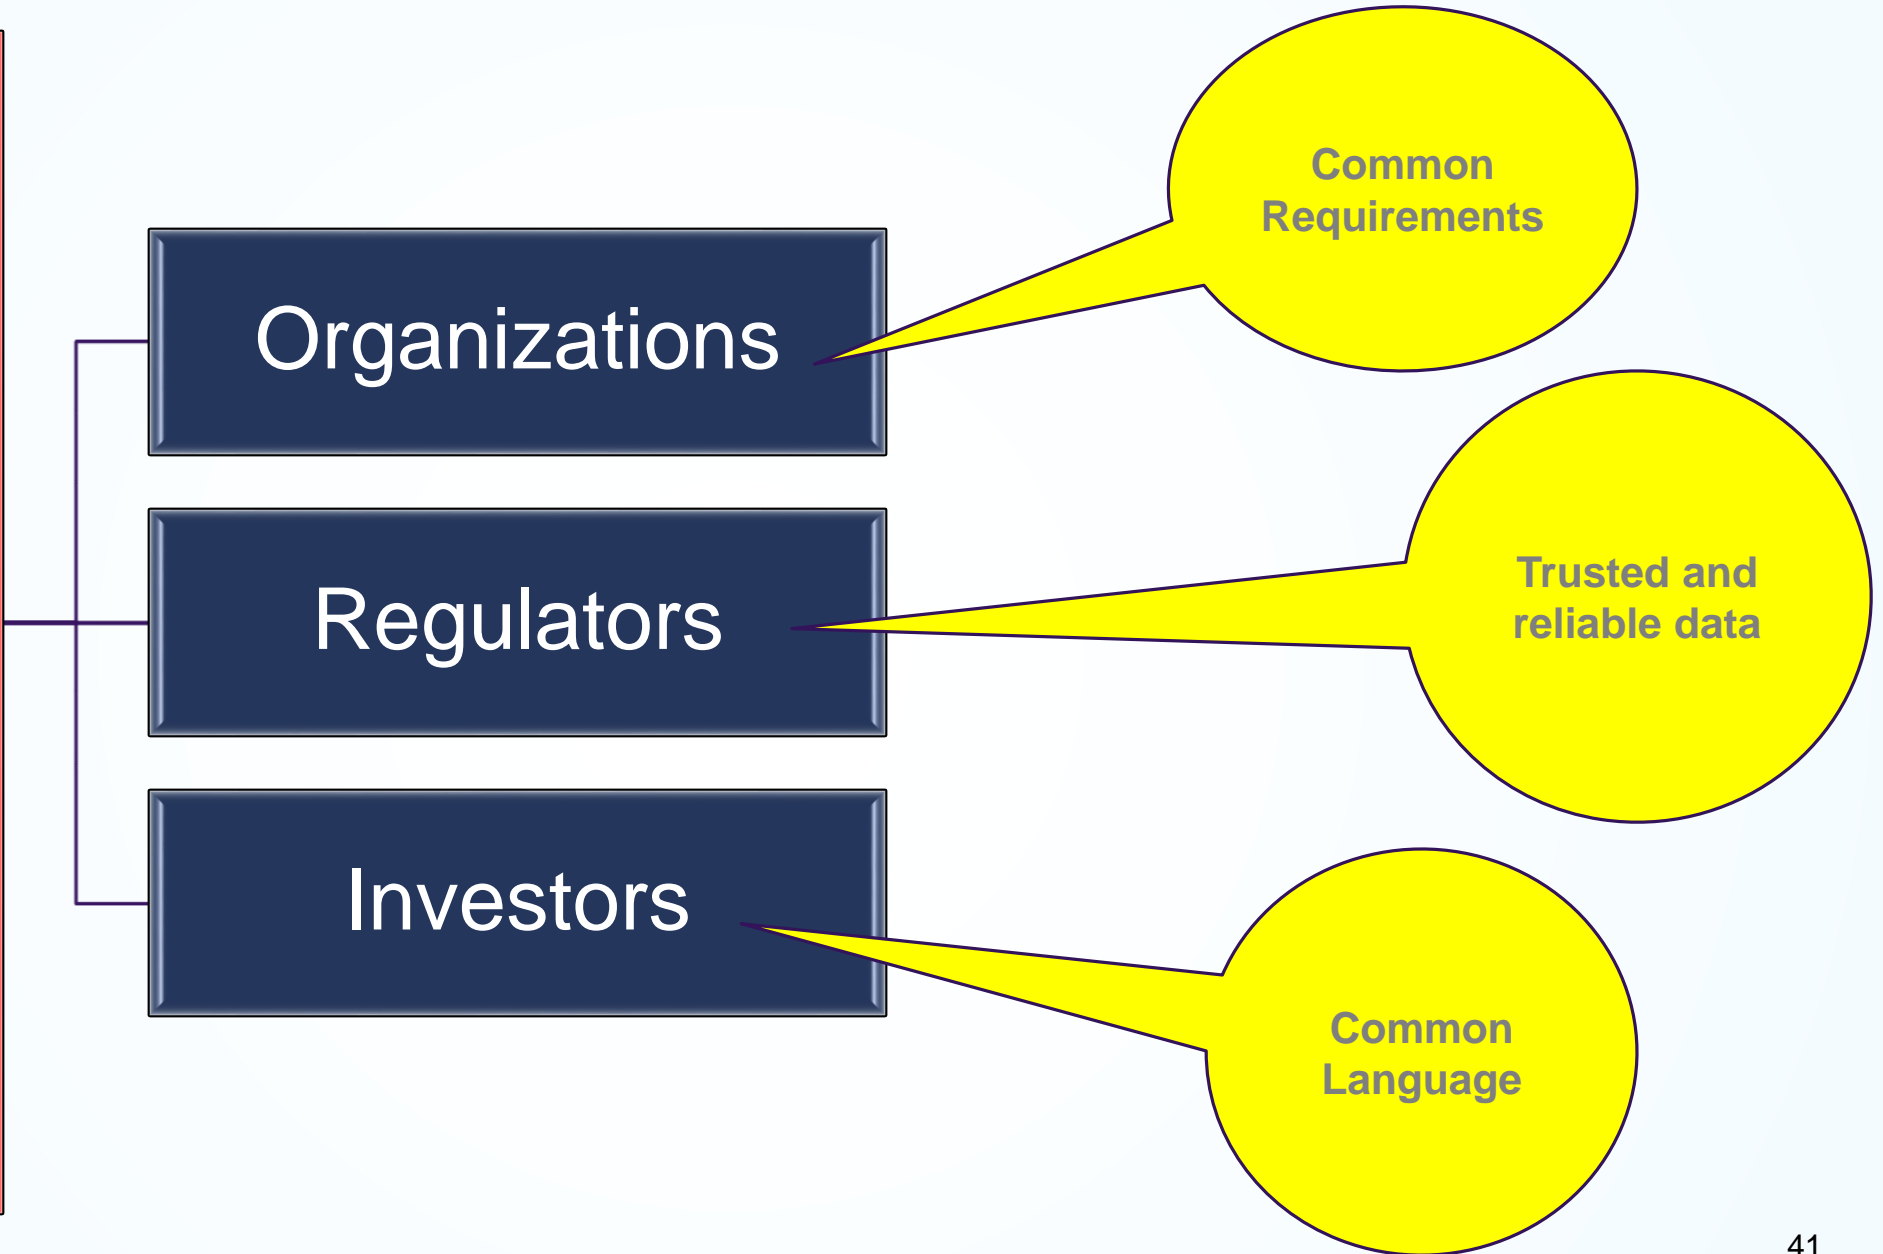 Organizations
Common
Requirements
Regulators
Trusted and
reliable data
Investors
Common
Language
41